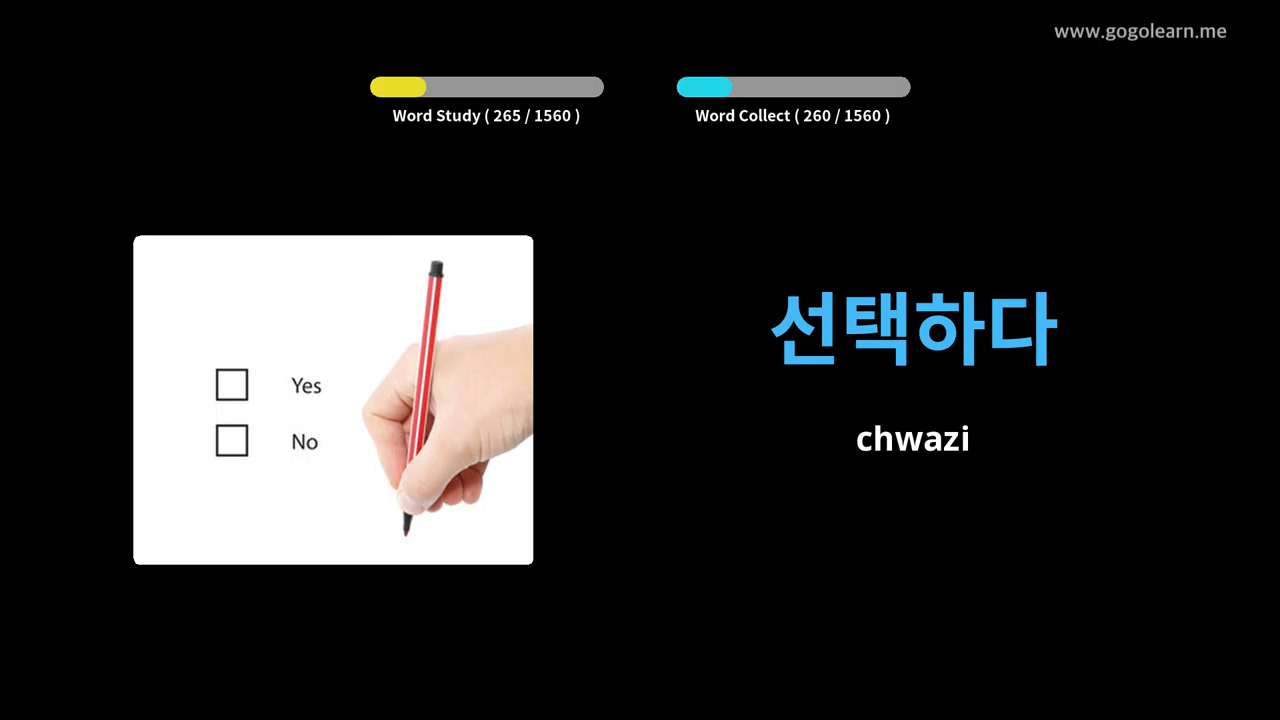 www.gogolearn.me
Word Study ( 265 / 1560 )
Word Collect ( 260 / 1560 )
Yes
No
선택하다
chwazi